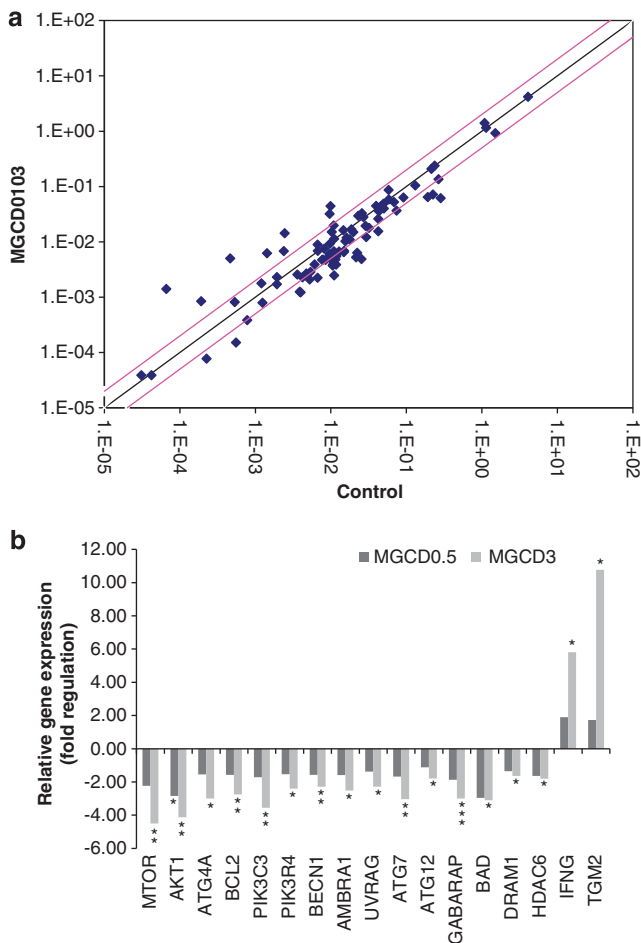 a
1.E+02
1.E+01
1.E+00
1.E-01
1.E-02
1.E-03
1.E-04
1.E-05
MGCD0103
1.E-05
1.E-04
1.E-03
1.E-02
1.E-01
1.E+00
1.E+01
1.E+02
Control
b
12.00
10.00
8.00
6.00
4.00
2.00
0.00
-2.00
-4.00
-6.00
Relative gene expression
(fold regulation)
MGCD0.5
MGCD3
MTOR
AKT1
ATG4A
BCL2
PIK3C3
PIK3R4
BECN1
AMBRA1
UVRAG
ATG7
ATG12
GABARAP
BAD
DRAM1
HDAC6
IFNG
TGM2